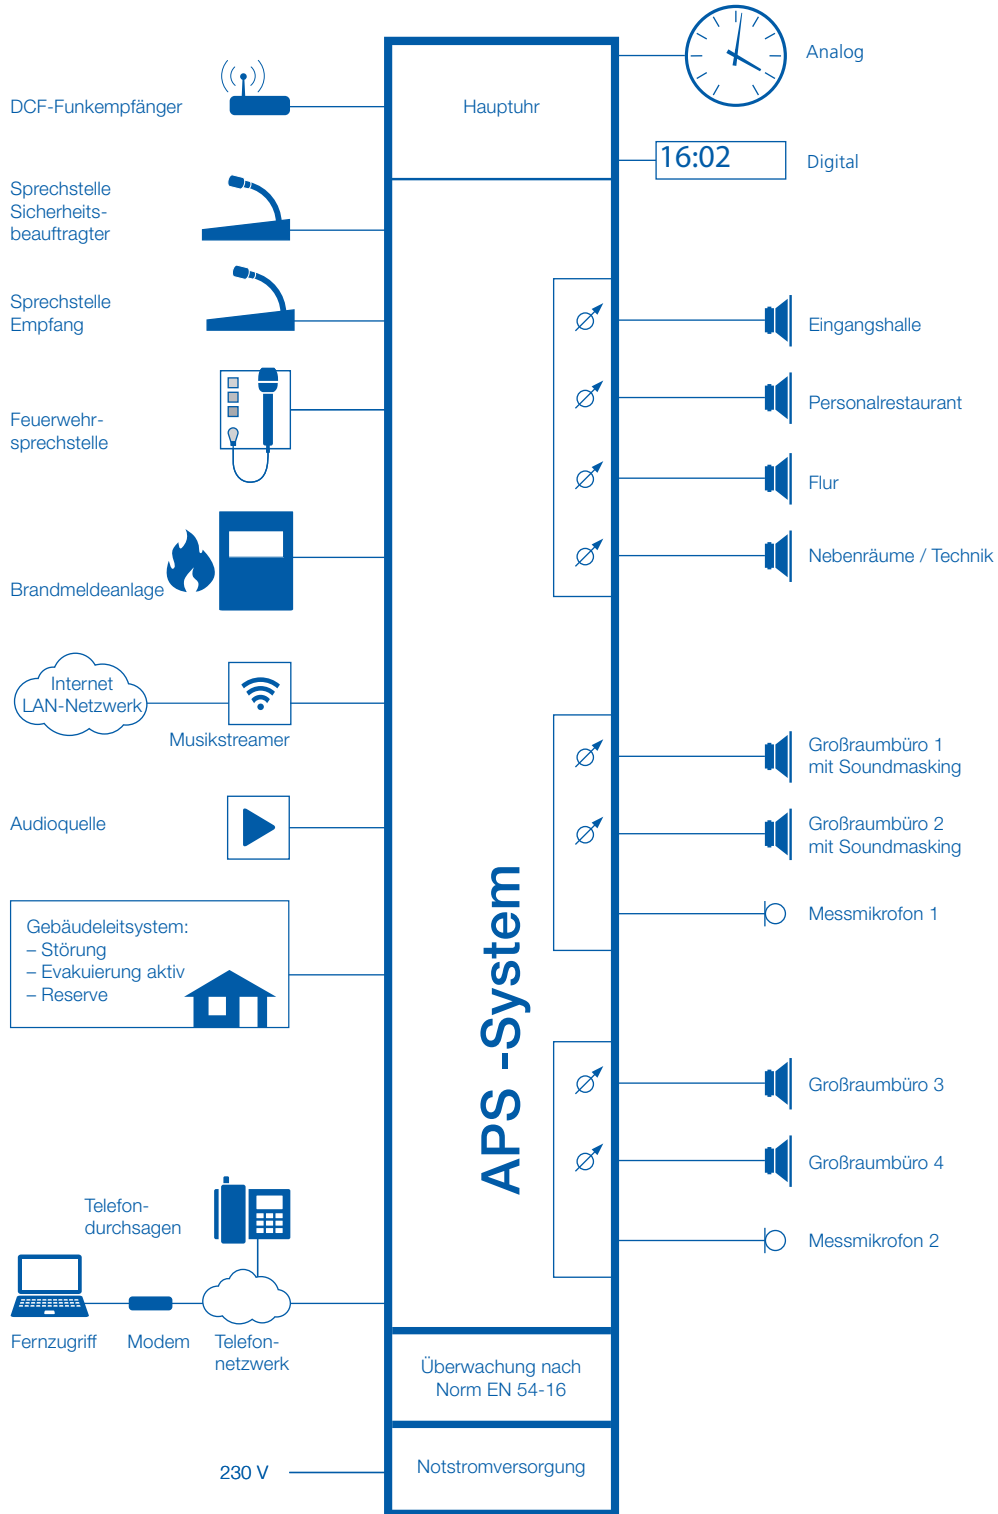 Analog
DCF-Funkempfänger
Hauptuhr
16:02
Digital
Sprechstelle
Sicherheits-
beauftragter
Sprechstelle
Empfang
Eingangshalle
Personalrestaurant
Feuerwehr-
sprechstelle
Flur
Nebenräume / Technik
Brandmeldeanlage
Internet
LAN-Netzwerk
Musikstreamer
Großraumbüro 1
mit Soundmasking
Audioquelle
Großraumbüro 2
mit Soundmasking
Messmikrofon 1
Gebäudeleitsystem:
– Störung
– Evakuierung aktiv
– Reserve
APS -System
Großraumbüro 3
Großraumbüro 4
Telefon-
durchsagen
Messmikrofon 2
Fernzugriff
Modem
Telefon-
netzwerk
Überwachung nach
Norm EN 54-16
230 V
Notstromversorgung